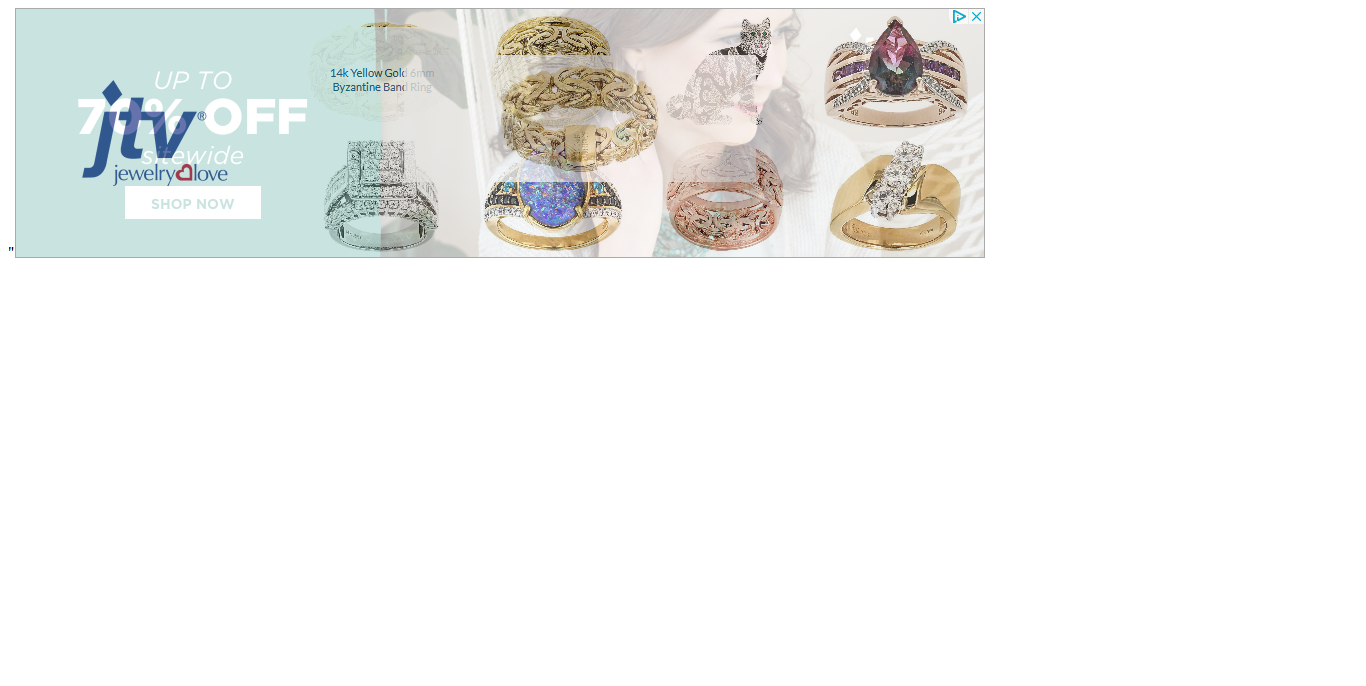 UP TO
70% OFF
jtv®
sitewide
jewelry love
SHOP NOW
14k Yellow Gold 6mm
Byzantine Band Ring
"